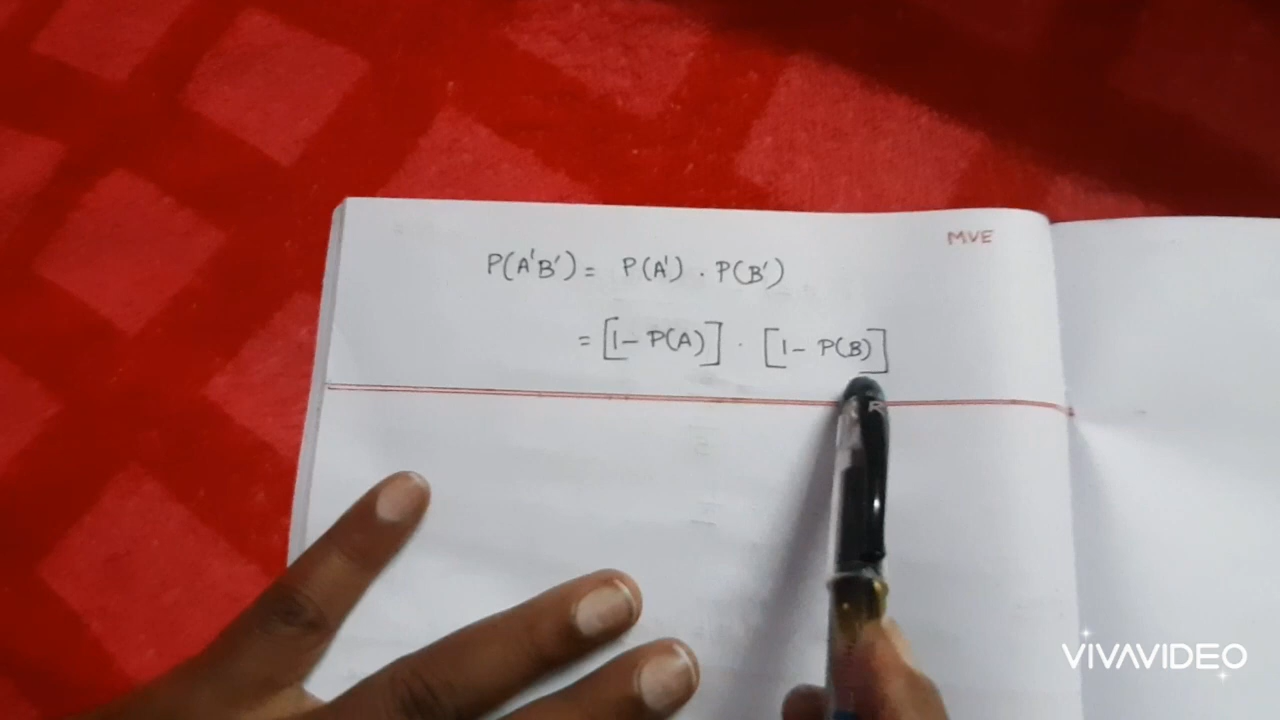 MVE
P(A'B') = P(A') . P(B')
= [1 - P(A)] . [1 - P(B)]
R
VIVAVIDEO